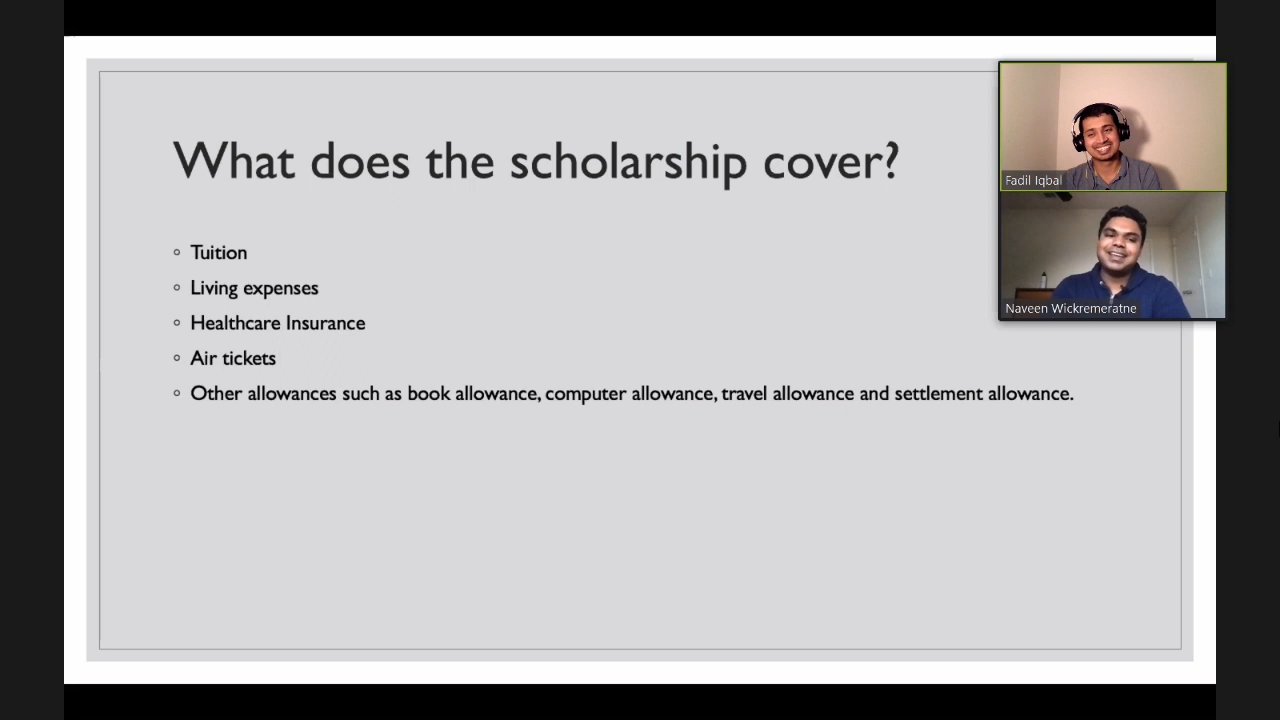 What does the scholarship cover?
Tuition
Living expenses
Healthcare Insurance
Air tickets
Other allowances such as book allowance, computer allowance, travel allowance and settlement allowance.
Fadil Iqbal
Naveen Wickremeratne